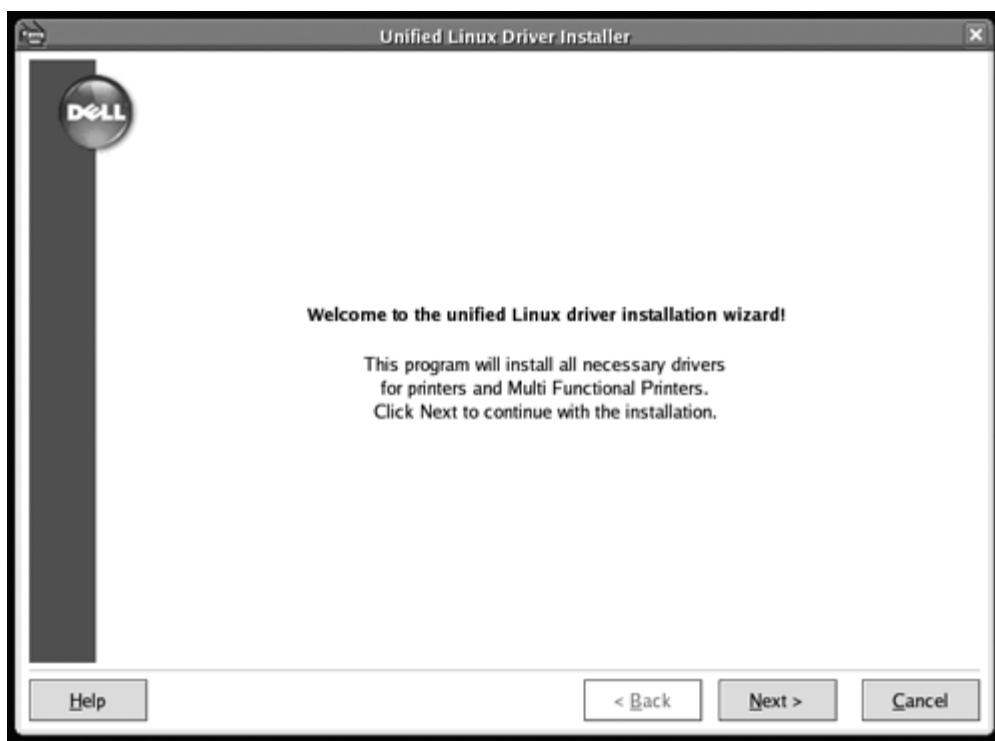 Unified Linux Driver Installer
DELL
Welcome to the unified Linux driver installation wizard!
This program will install all necessary drivers
for printers and Multi Functional Printers.
Click Next to continue with the installation.
Help
< Back
Next >
Cancel